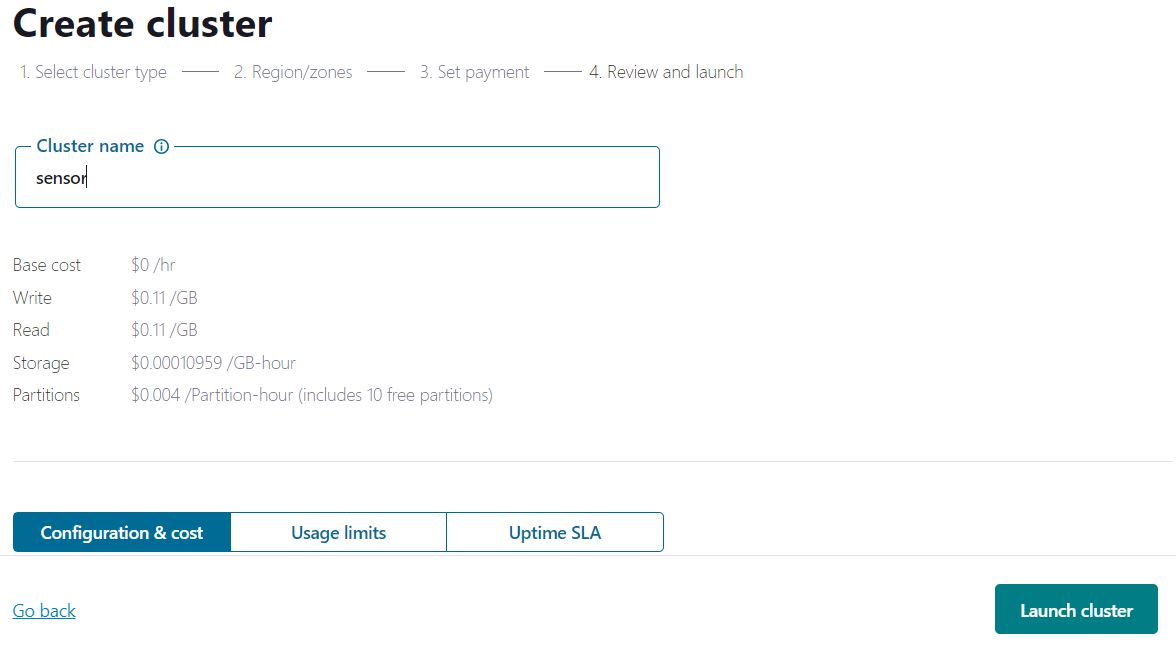 Create cluster
1. Select cluster type 2. Region/zones 3. Set payment 4. Review and launch
Cluster name
sensor
Base cost $0 /hr
Write $0.11 /GB
Read $0.11 /GB
Storage $0.00010959 /GB-hour
Partitions $0.004 /Partition-hour (includes 10 free partitions)
Configuration & cost Usage limits Uptime SLA
Go back Launch cluster